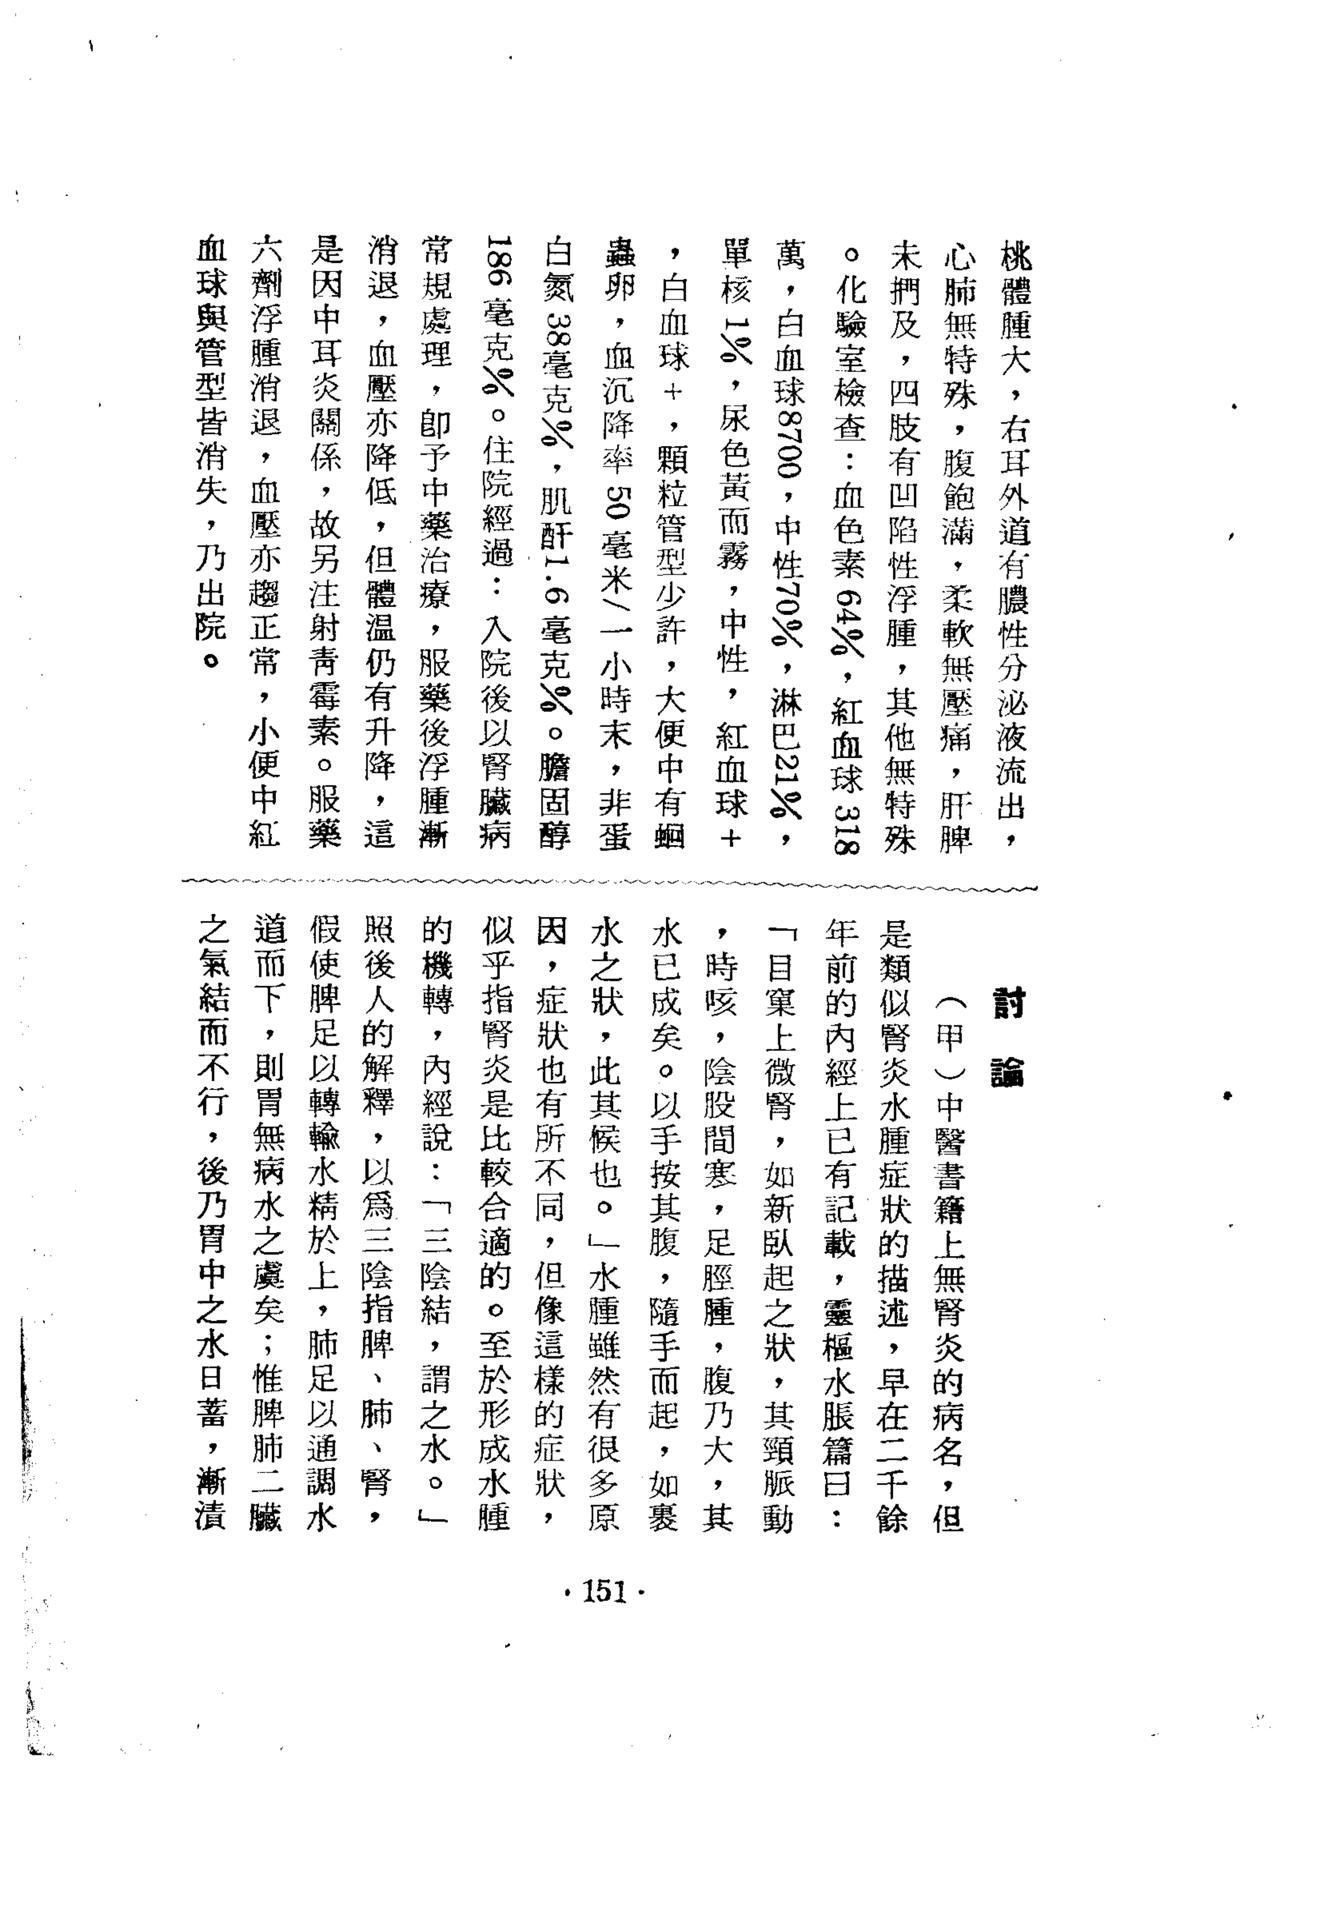 桃體腫大，右耳外道有膿性分泌液流出，
心肺無特殊，腹飽滿，柔軟無壓痛，肝脾
未捫及，四肢有凹陷性浮腫，其他無特殊
。化驗室檢查：血色素64%，紅血球318
萬，白血球8700，中性70%，淋巴21%，
單核1%，尿色黃而霧，中性，紅血球+
，白血球+，顆粒管型少許，大便中有蛔
蟲卵，血沉降率50毫米/一小時末，非蛋
白氮38毫克%，肌酐1.6毫克%。膽固醇
186毫克%。住院經過：入院後以腎臟病
常規處理，卽予中藥治療，服藥後浮腫漸
消退，血壓亦降低，但體溫仍有升降，這
是因中耳炎關係，故另注射靑霉素。服藥
六劑浮腫消退，血壓亦趨正常，小便中紅
血球與管型皆消失，乃出院。
討論
（甲）中醫書籍上無腎炎的病名，但
是類似腎炎水腫症狀的描述，早在二千餘
年前的內經上已有記載，靈樞水脹篇曰：
「目窠上微腎，如新臥起之狀，其頸脈動
，時咳，陰股間寒，足脛腫，腹乃大，其
水已成矣。以手按其腹，隨手而起，如裹
水之狀，此其候也。」水腫雖然有很多原
因，症狀也有所不同，但像這樣的症狀，
似乎指腎炎是比較合適的。至於形成水腫
的機轉，內經說：「三陰結，謂之水。」
照後人的解釋，以爲三陰指脾、肺、腎，
假使脾足以轉輸水精於上，肺足以通調水
道而下，則胃無病水之虞矣；惟脾肺二臟
之氣結而不行，後乃胃中之水日蓄，漸漬
·151·